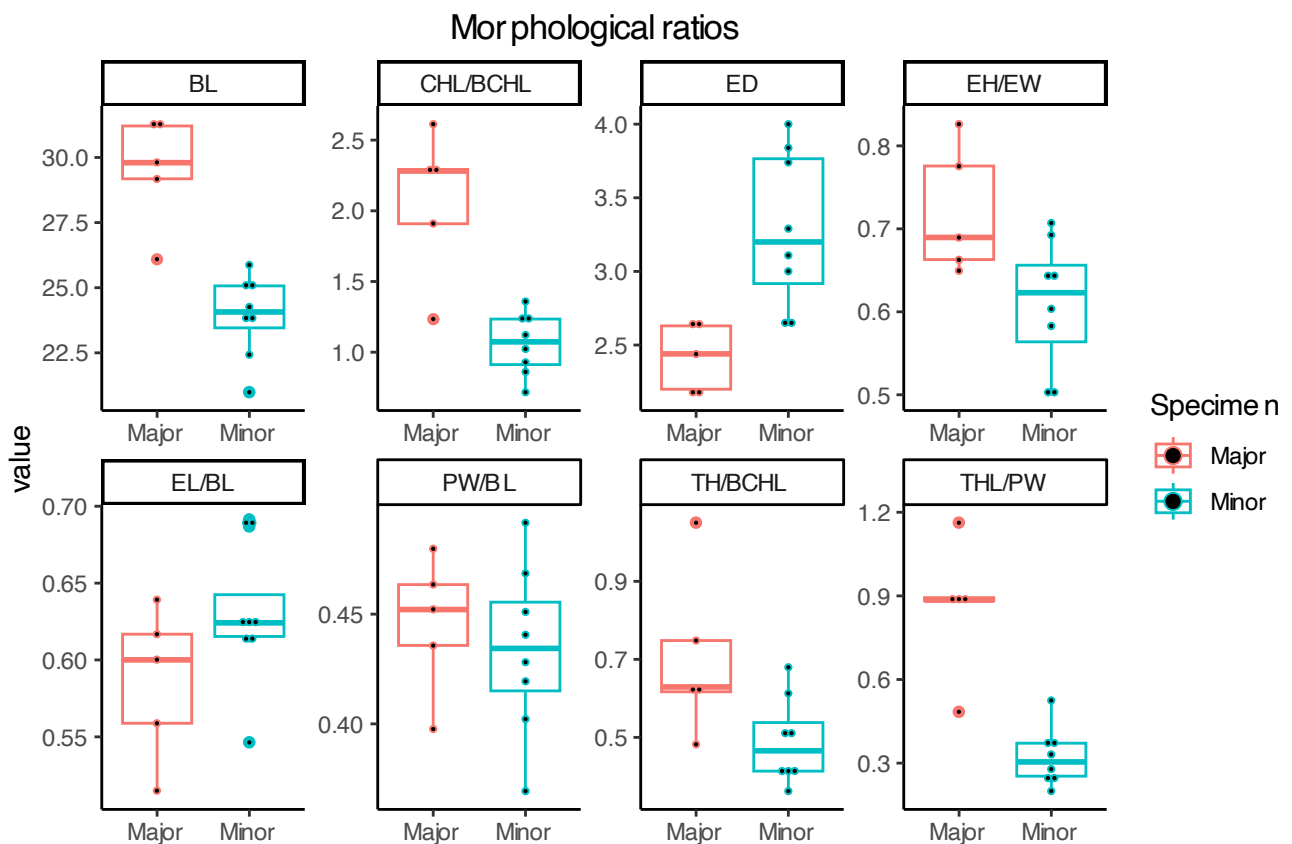 Morphological ratios
BL CHL/BCHL ED EH/EW
30.0 27.5 25.0 22.5
2.5 2.0 1.5 1.0
4.0 3.5 3.0 2.5
0.8 0.7 0.6 0.5
Major Minor Major Minor Major Minor Major Minor
value
EL/BL PW/BL TH/BCHL THL/PW
0.70 0.65 0.60 0.55
0.45 0.40
0.9 0.7 0.5
1.2 0.9 0.6 0.3
Major Minor Major Minor Major Minor Major Minor
Specimen
Major
Minor